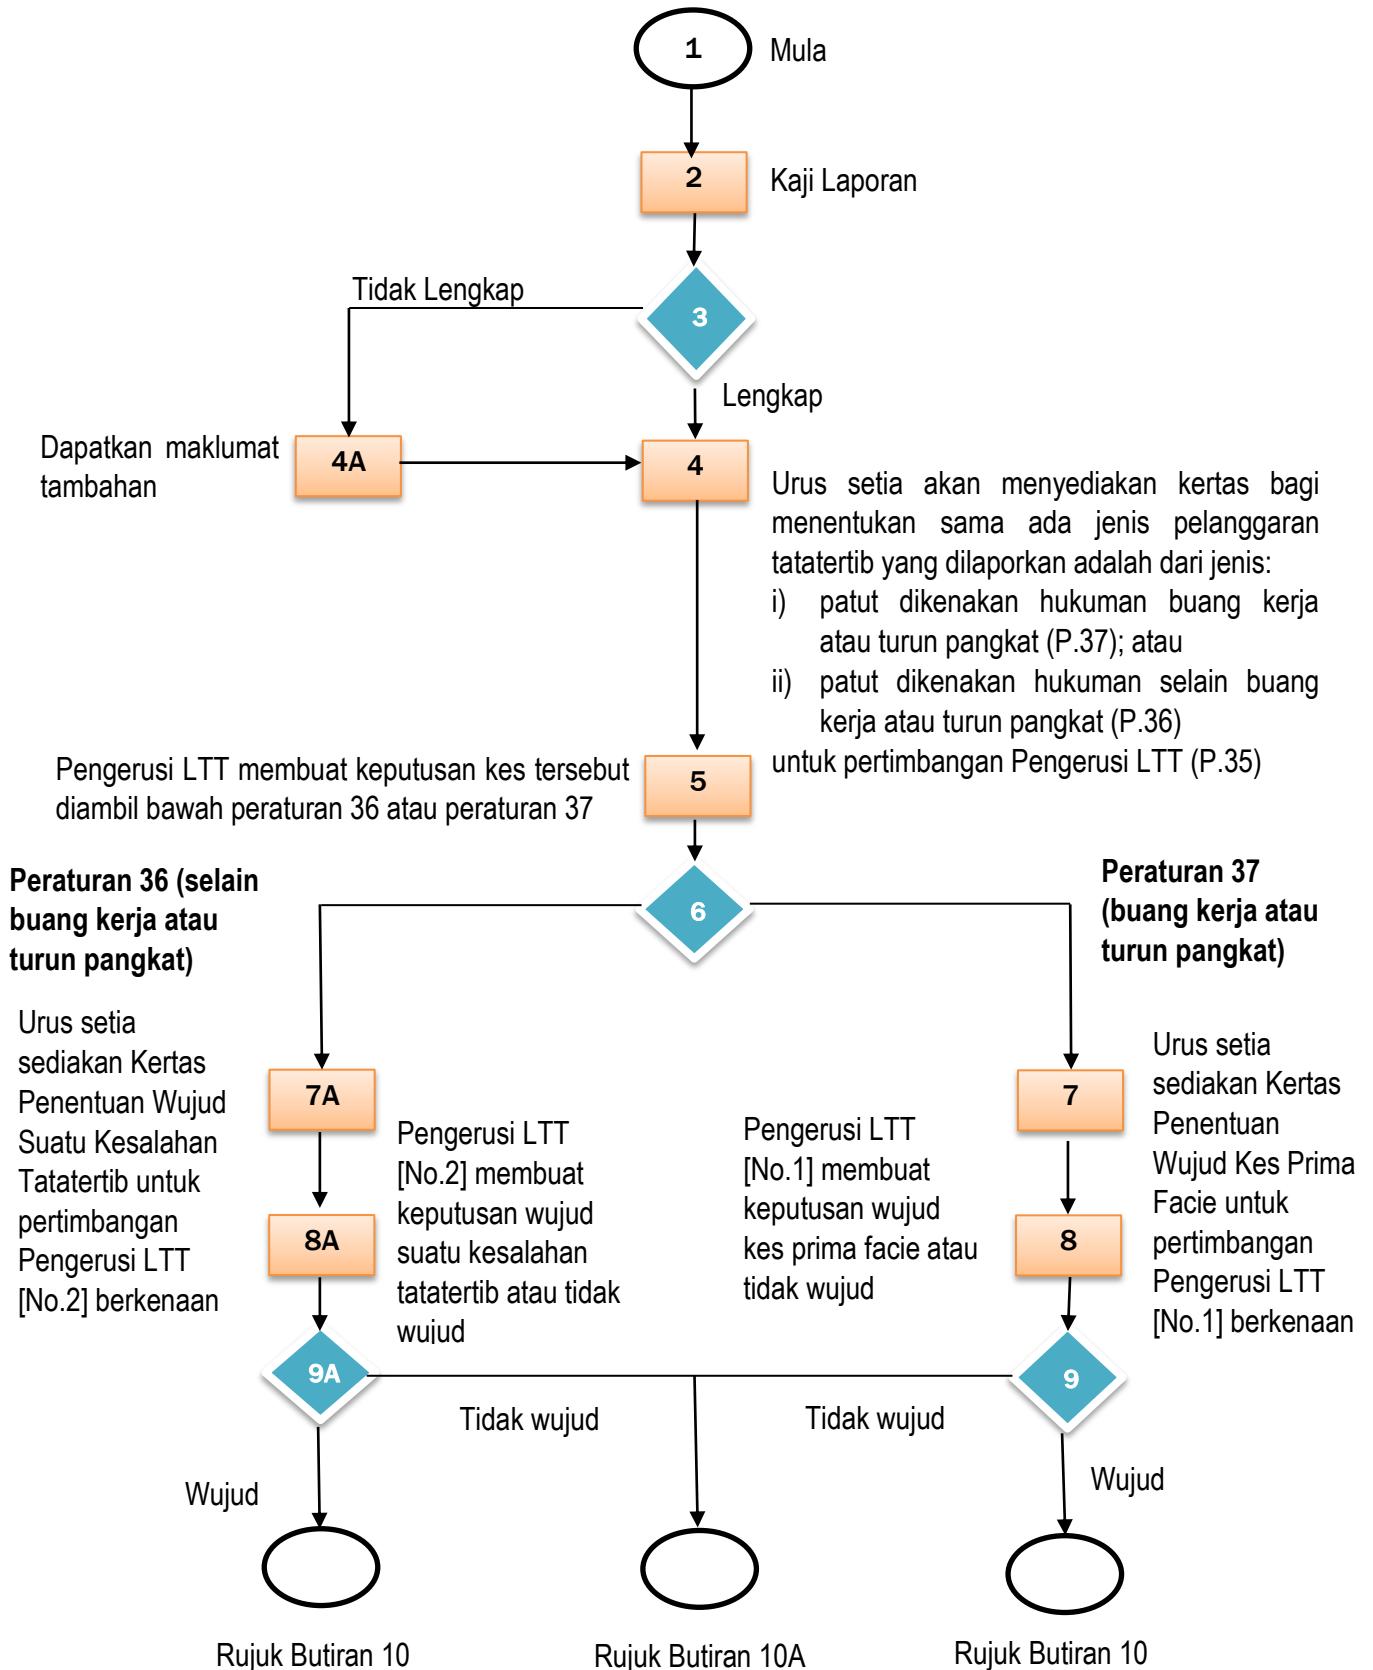 1
Mula
2
Kaji Laporan
Tidak Lengkap
3
Lengkap
Dapatkan maklumat
tambahan
4A
4
Urus setia akan menyediakan kertas bagi
menentukan sama ada jenis pelanggaran
tatatertib yang dilaporkan adalah dari jenis:
i) patut dikenakan hukuman buang kerja
atau turun pangkat (P.37); atau
ii) patut dikenakan hukuman selain buang
kerja atau turun pangkat (P.36)
untuk pertimbangan Pengerusi LTT (P.35)
Pengerusi LTT membuat keputusan kes tersebut
diambil bawah peraturan 36 atau peraturan 37
5
Peraturan 36 (selain
buang kerja atau
turun pangkat)
6
Peraturan 37
(buang kerja atau
turun pangkat)
Urus setia
sediakan Kertas
Penentuan Wujud
Suatu Kesalahan
Tatatertib untuk
pertimbangan
Pengerusi LTT
[No.2] berkenaan
7A
8A
Pengerusi LTT
[No.2] membuat
keputusan wujud
suatu kesalahan
tatatertib atau tidak
wujud
Pengerusi LTT
[No.1] membuat
keputusan wujud
kes prima facie atau
tidak wujud
7
8
Urus setia
sediakan Kertas
Penentuan
Wujud Kes Prima
Facie untuk
pertimbangan
Pengerusi LTT
[No.1] berkenaan
9A
9
Tidak wujud
Tidak wujud
Wujud
Wujud
Rujuk Butiran 10
Rujuk Butiran 10A
Rujuk Butiran 10